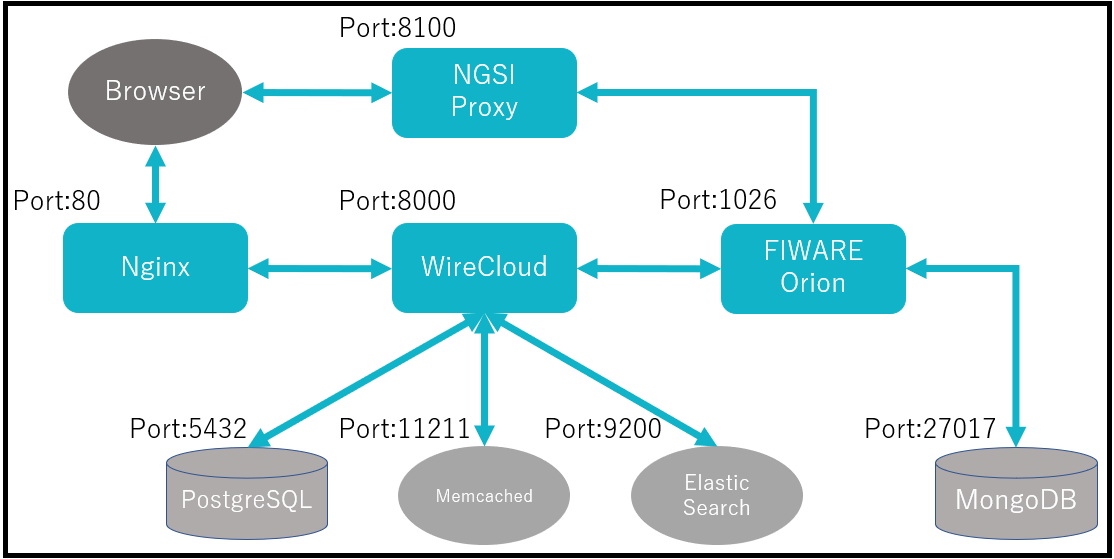 Port:8100
Browser
NGSI
Proxy
Port:80
Port:8000
Port:1026
Nginx
WireCloud
FIWARE
Orion
Port:5432
Port:11211
Port:9200
Port:27017
PostgreSQL
Memcached
Elastic
Search
MongoDB